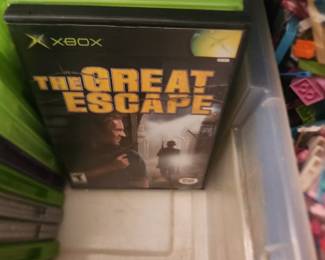 XBOX
THE GREAT
ESCAPE
T